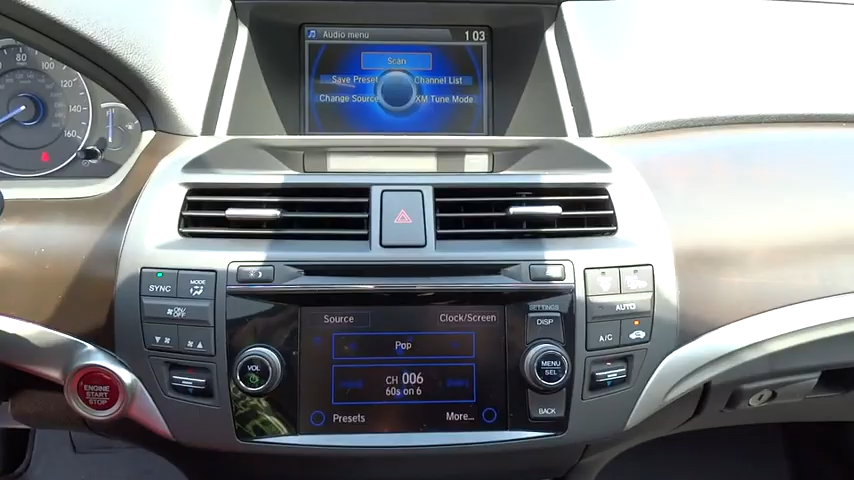 Audio menu
1 03
Scan
Save Preset
Channel List
Change Source
XM Tune Mode
80
100
120
140
160
SYNC
MODE
ON
OFF
AUTO
A/C
SETTINGS
DISP
VOL
MENU
SEL
BACK
Source
Clock/Screen
Pop
CH 006
60s on 6
Presets
More...
ENGINE
START
STOP